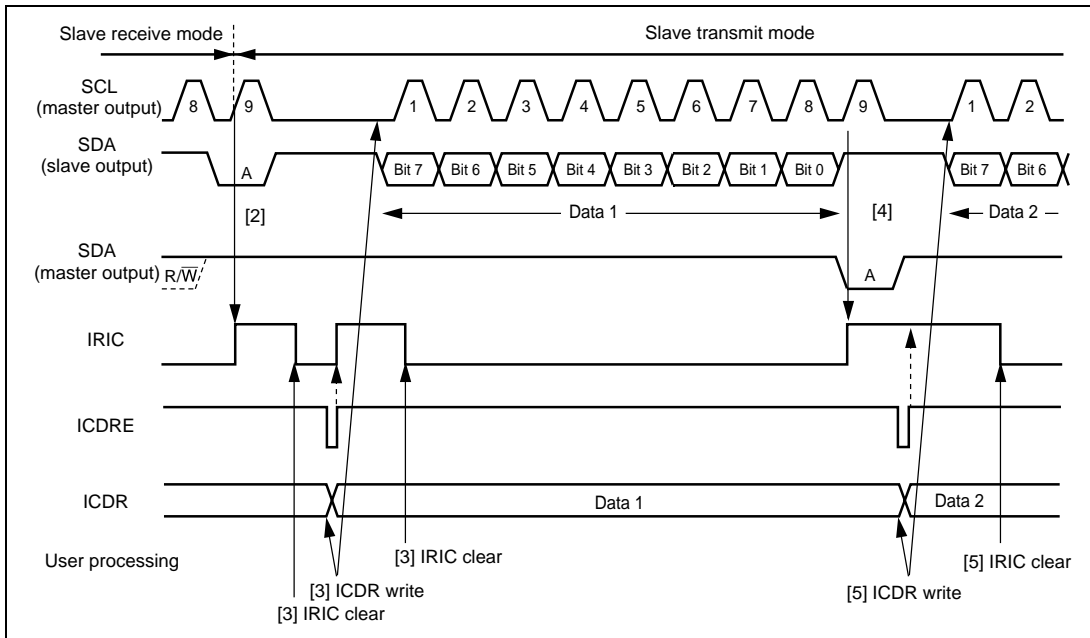 Slave receive mode Slave transmit mode
SCL
(master output) 8 9 1 2 3 4 5 6 7 8 9 1 2
SDA
(slave output) A Bit 7 Bit 6 Bit 5 Bit 4 Bit 3 Bit 2 Bit 1 Bit 0 Bit 7 Bit 6
[2] Data 1 [4] Data 2
SDA
(master output) R/W̅ A
IRIC
ICDRE
ICDR Data 1 Data 2
User processing [3] IRIC clear [5] IRIC clear
[3] ICDR write [5] ICDR write
[3] IRIC clear